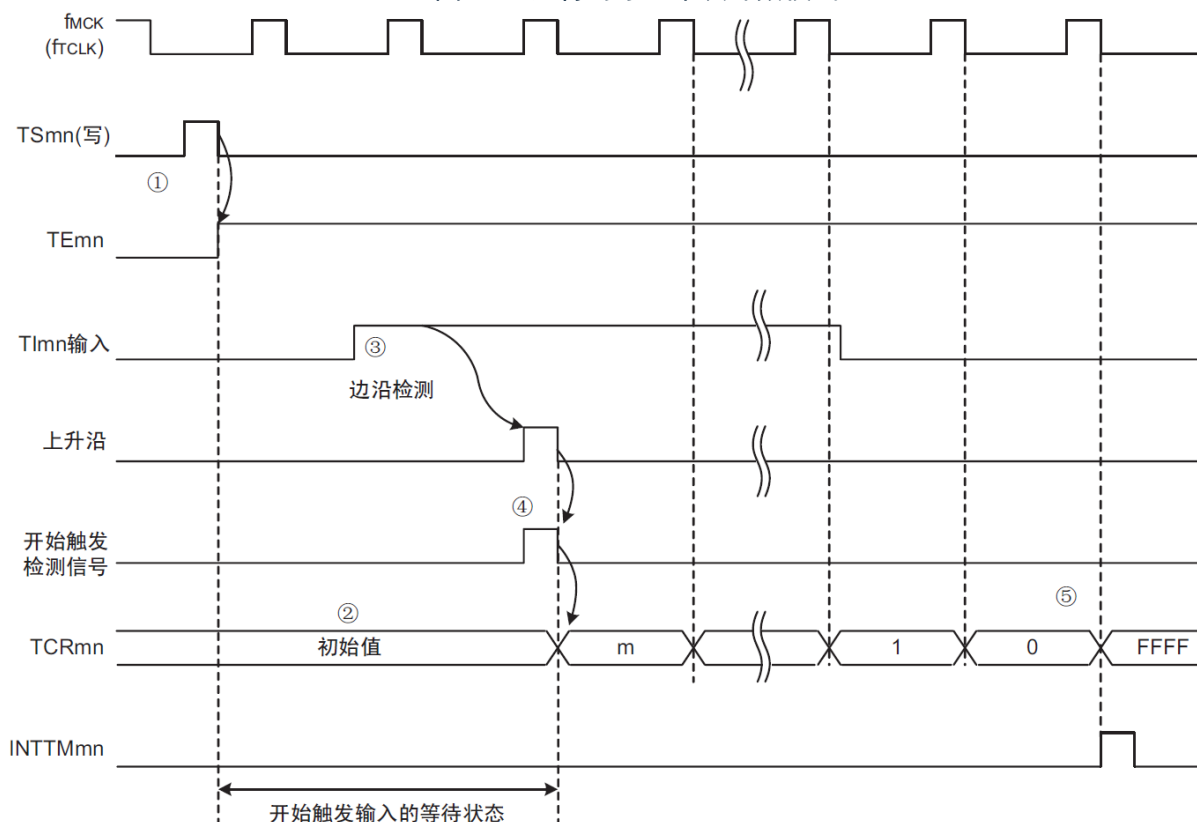 fMCK
(fTCLK)
TSmn(写)
①
TEmn
TImn输入
③
边沿检测
上升沿
④
开始触发
检测信号
②
⑤
TCRmn
初始值
m
1
0
FFFF
INTTMmn
开始触发输入的等待状态